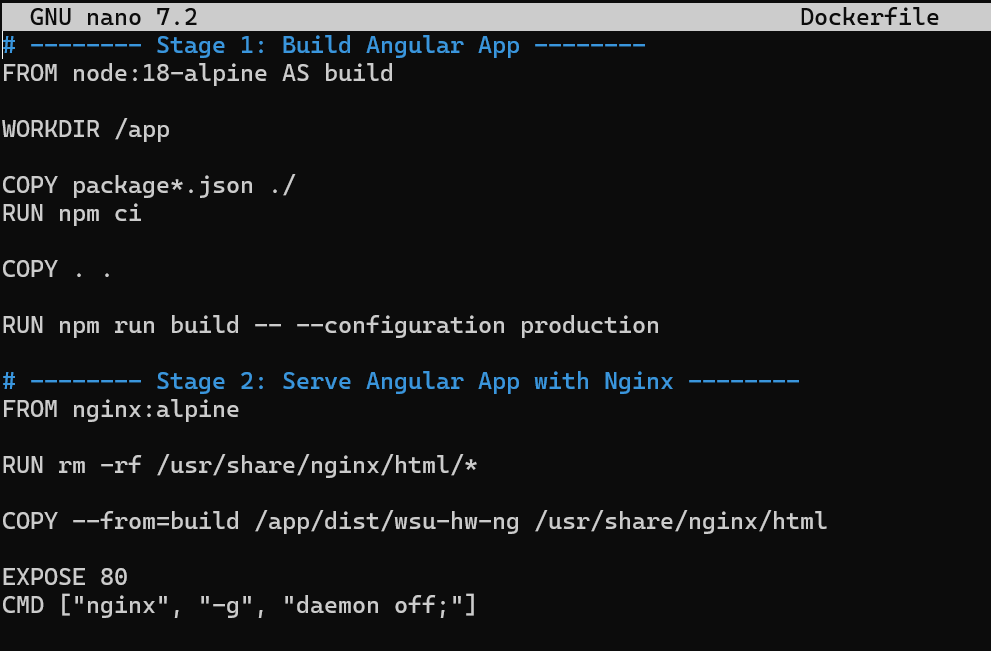 GNU nano 7.2 Dockerfile
# -------- Stage 1: Build Angular App --------
FROM node:18-alpine AS build
WORKDIR /app
COPY package*.json ./
RUN npm ci
COPY . .
RUN npm run build -- --configuration production
# -------- Stage 2: Serve Angular App with Nginx --------
FROM nginx:alpine
RUN rm -rf /usr/share/nginx/html/*
COPY --from=build /app/dist/wsu-hw-ng /usr/share/nginx/html
EXPOSE 80
CMD ["nginx", "-g", "daemon off;"]